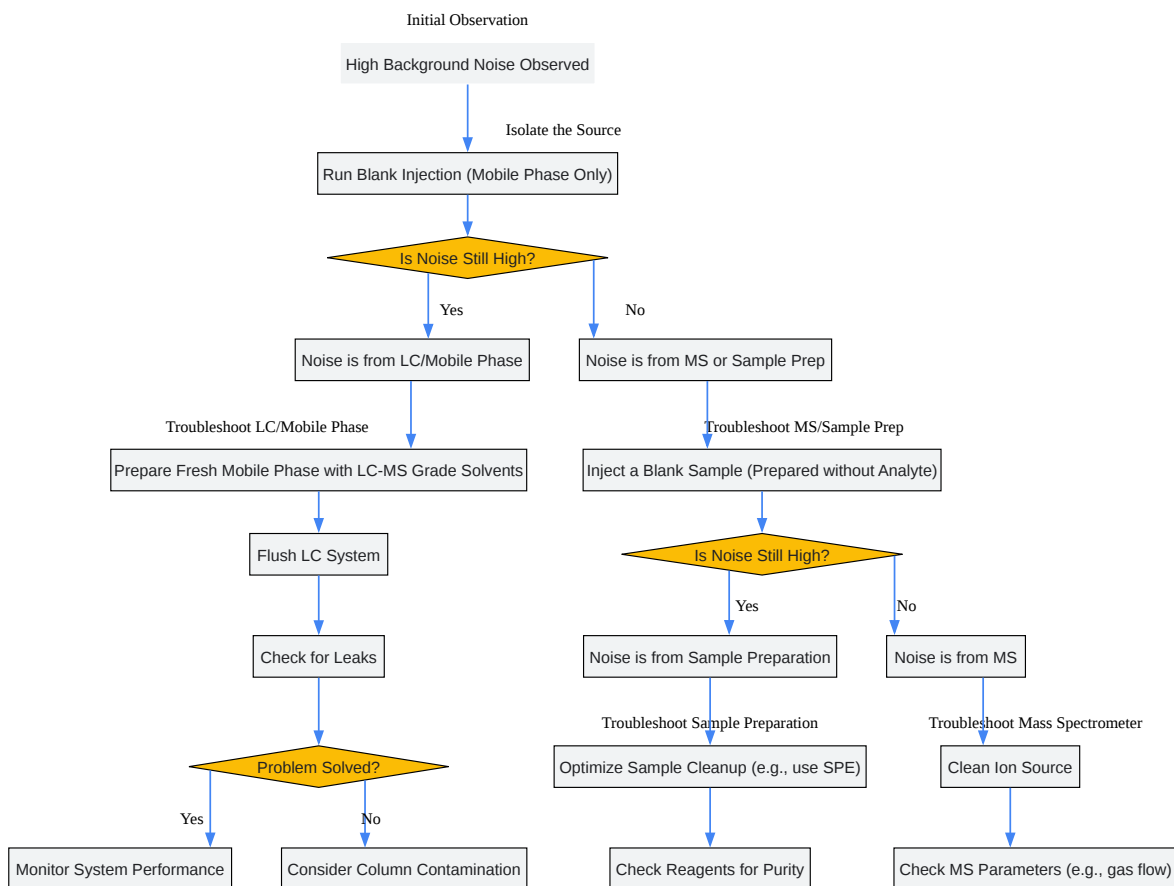 Initial Observation
High Background Noise Observed
Isolate the Source
Run Blank Injection (Mobile Phase Only)
Is Noise Still High?
Yes
No
Noise is from LC/Mobile Phase
Noise is from MS or Sample Prep
Troubleshoot LC/Mobile Phase
Troubleshoot MS/Sample Prep
Prepare Fresh Mobile Phase with LC-MS Grade Solvents
Inject a Blank Sample (Prepared without Analyte)
Flush LC System
Is Noise Still High?
Yes
No
Check for Leaks
Noise is from Sample Preparation
Noise is from MS
Troubleshoot Sample Preparation
Troubleshoot Mass Spectrometer
Problem Solved?
Optimize Sample Cleanup (e.g., use SPE)
Clean Ion Source
Yes
No
Monitor System Performance
Consider Column Contamination
Check Reagents for Purity
Check MS Parameters (e.g., gas flow)